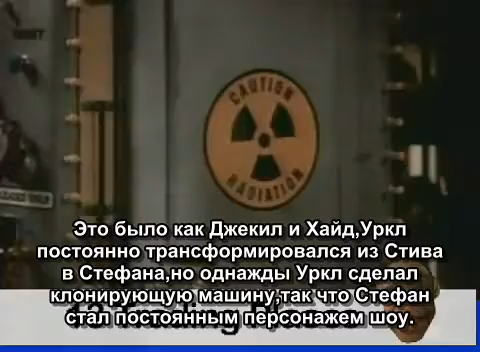 CAUTION
RADIATION
Это было как Джекил и Хайд,Уркл
постоянно трансформировался из Стива
в Стефана,но однажды Уркл сделал
клонирующую машину,так что Стефан
стал постоянным персонажем шоу.